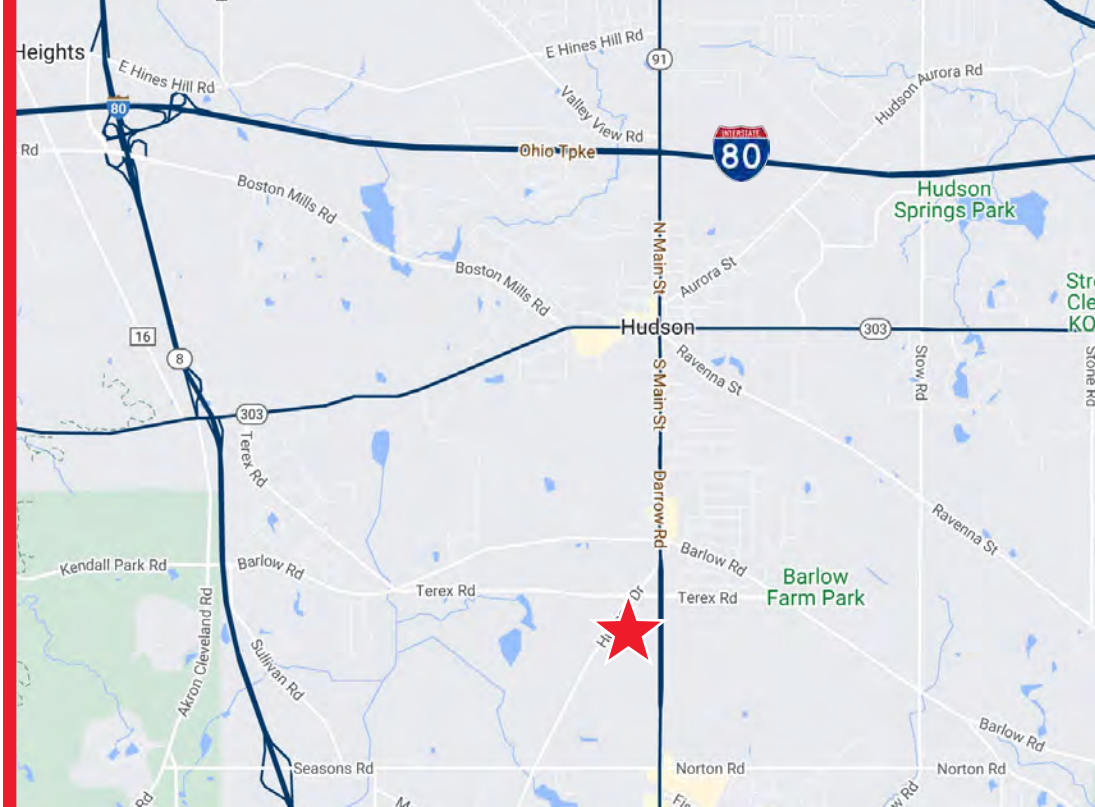 E Hines Hill Rd
91
Heights
E Hines Hill Rd
Hudson Aurora Rd
80
Valley View Rd
INTERSTATE
80
Rd
Ohio Tpke
Boston Mills Rd
Hudson
Springs Park
N Main St
Aurora St
Boston Mills Rd
16
Hudson
303
8
S Main St
Ravenna St
Stow Rd
Stone Rd
303
Terex Rd
Darrow Rd
Ravenna St
Kendall Park Rd
Barlow Rd
Barlow Rd
Barlow
Farm Park
Terex Rd
Terex Rd
Dr
Akron Cleveland Rd
Sullivan Rd
Barlow Rd
Seasons Rd
Norton Rd
Norton Rd
Rd